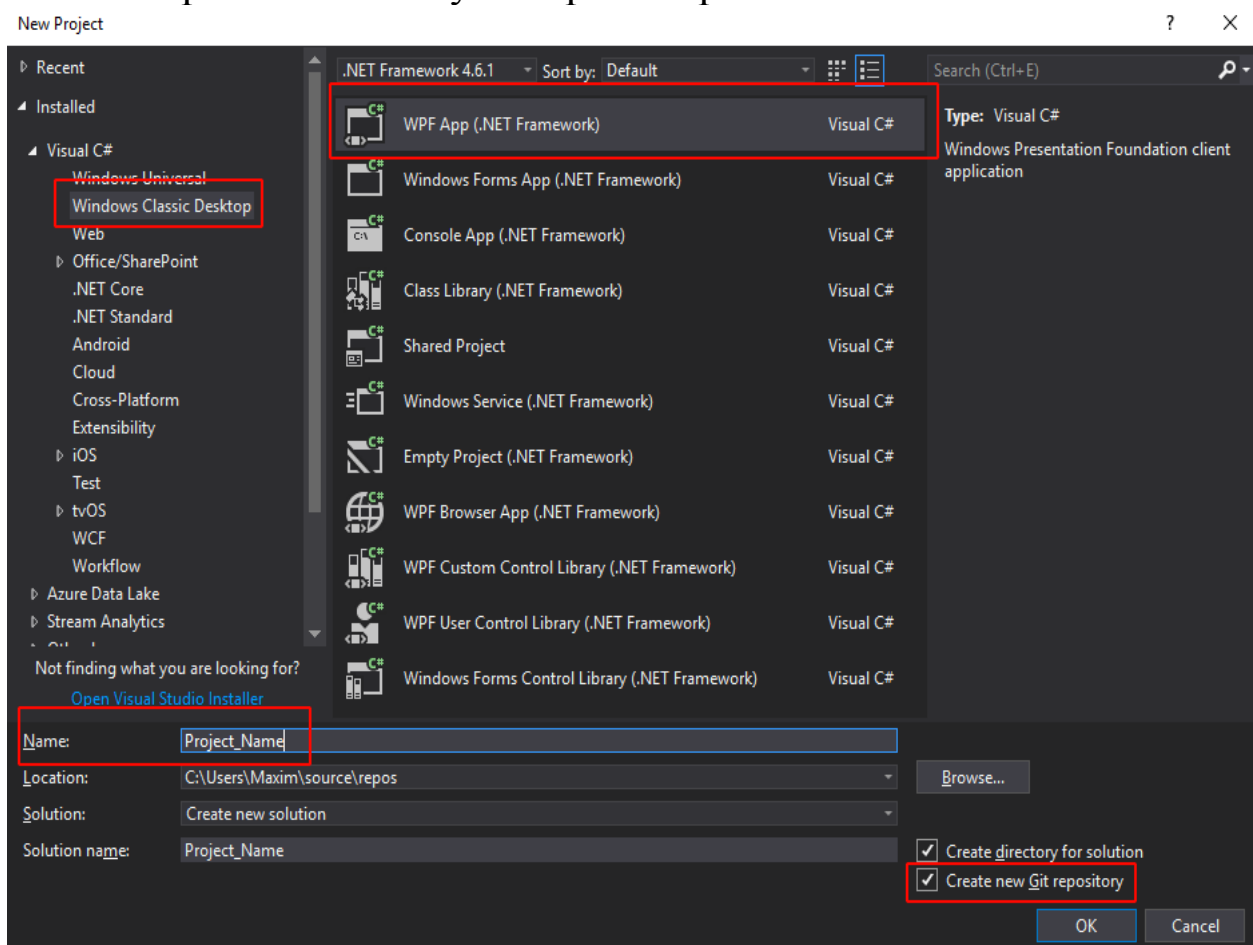 New Project
?
Recent
Installed
Visual C#
Windows Universal
Windows Classic Desktop
Web
Office/SharePoint
.NET Core
.NET Standard
Android
Cloud
Cross-Platform
Extensibility
iOS
Test
tvOS
WCF
Workflow
Azure Data Lake
Stream Analytics
Not finding what you are looking for?
Open Visual Studio Installer
.NET Framework 4.6.1 Sort by: Default
WPF App (.NET Framework) Visual C#
Windows Forms App (.NET Framework) Visual C#
Console App (.NET Framework) Visual C#
Class Library (.NET Framework) Visual C#
Shared Project Visual C#
Windows Service (.NET Framework) Visual C#
Empty Project (.NET Framework) Visual C#
WPF Browser App (.NET Framework) Visual C#
WPF Custom Control Library (.NET Framework) Visual C#
WPF User Control Library (.NET Framework) Visual C#
Windows Forms Control Library (.NET Framework) Visual C#
Search (Ctrl+E)
Type: Visual C#
Windows Presentation Foundation client
application
Name: Project_Name
Location: C:\Users\Maxim\source\repos Browse...
Solution: Create new solution
Solution name: Project_Name
Create directory for solution
Create new Git repository
OK Cancel